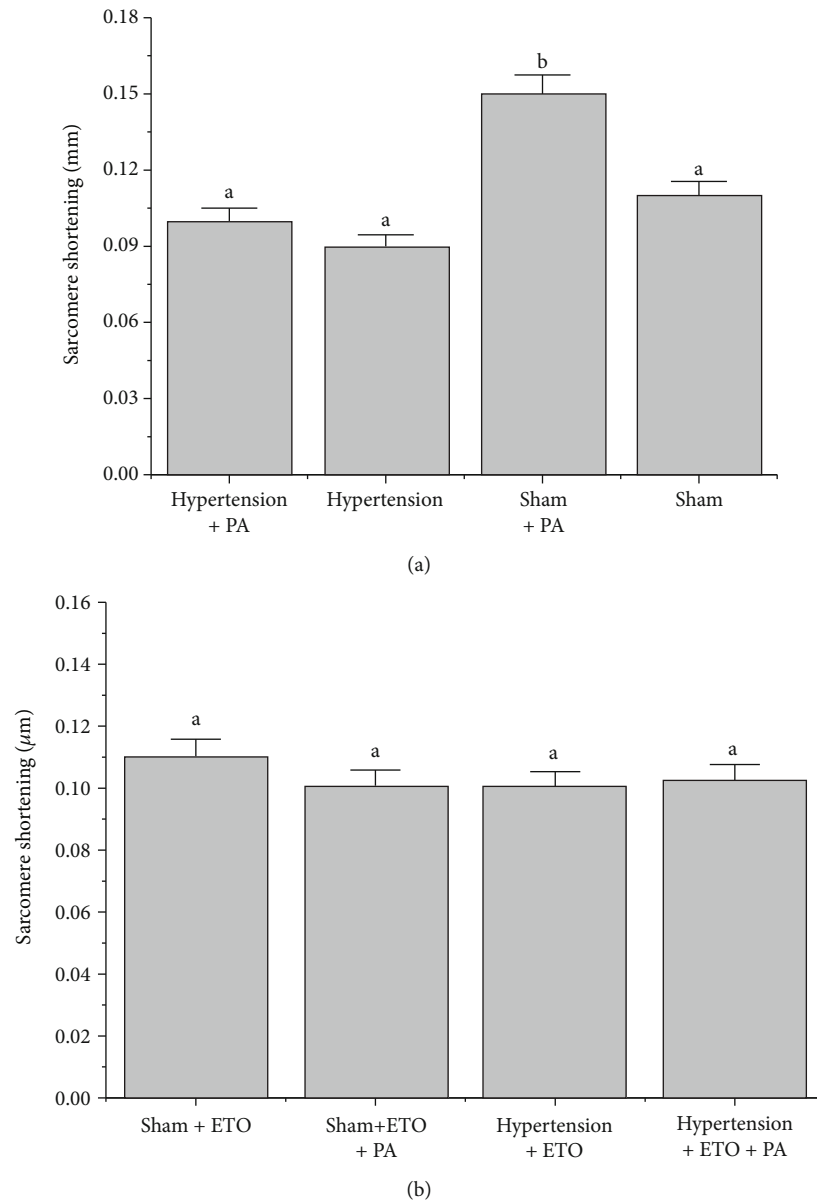 0.18
0.15
0.12
0.09
0.06
0.03
0.00
Sarcomere shortening (mm)
a
a
b
a
Hypertension
+ PA
Hypertension
Sham
+ PA
Sham
(a)
0.16
0.14
0.12
0.10
0.08
0.06
0.04
0.02
0.00
Sarcomere shortening (μm)
a
a
a
a
Sham + ETO
Sham+ETO
+ PA
Hypertension
+ ETO
Hypertension
+ ETO + PA
(b)